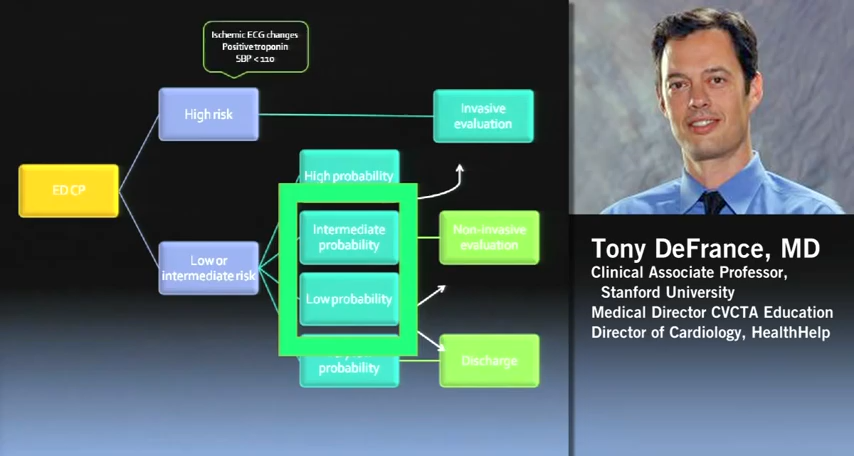 Ischemic ECG changes
Positive troponin
SBP < 110
High risk
Invasive
evaluation
ED CP
High probability
Intermediate
probability
Non-invasive
evaluation
Low or
intermediate risk
Low probability
probability
Discharge
Tony DeFrance, MD
Clinical Associate Professor,
Stanford University
Medical Director CVCTA Education
Director of Cardiology, HealthHelp